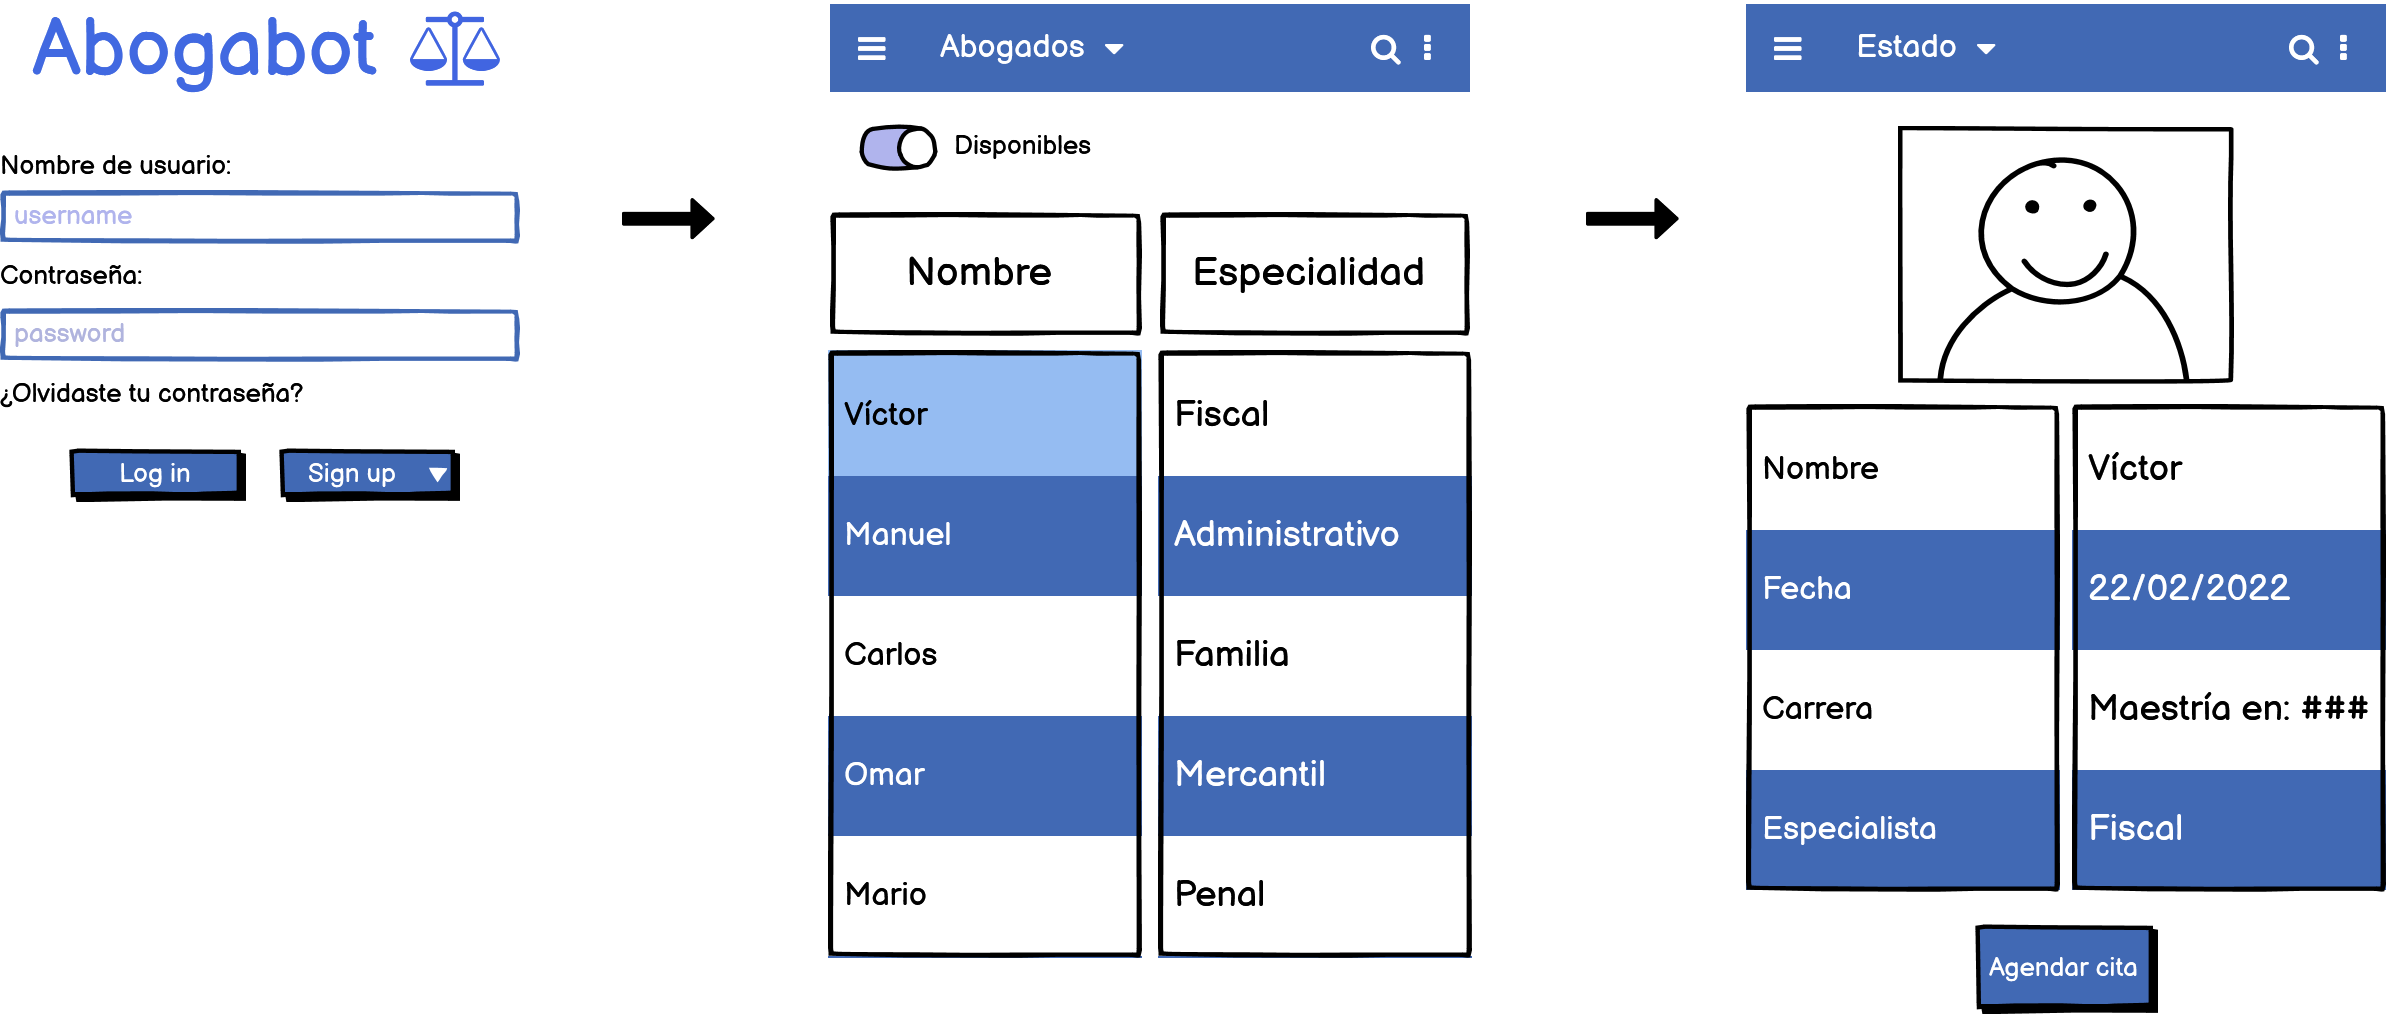 Abogabot
Nombre de usuario:
username
Contraseña:
password
¿Olvidaste tu contraseña?
Log in
Sign up
Abogados
Disponibles
Nombre Especialidad
Víctor Fiscal
Manuel Administrativo
Carlos Familia
Omar Mercantil
Mario Penal
Estado
Nombre Víctor
Fecha 22/02/2022
Carrera Maestría en: ###
Especialista Fiscal
Agendar cita